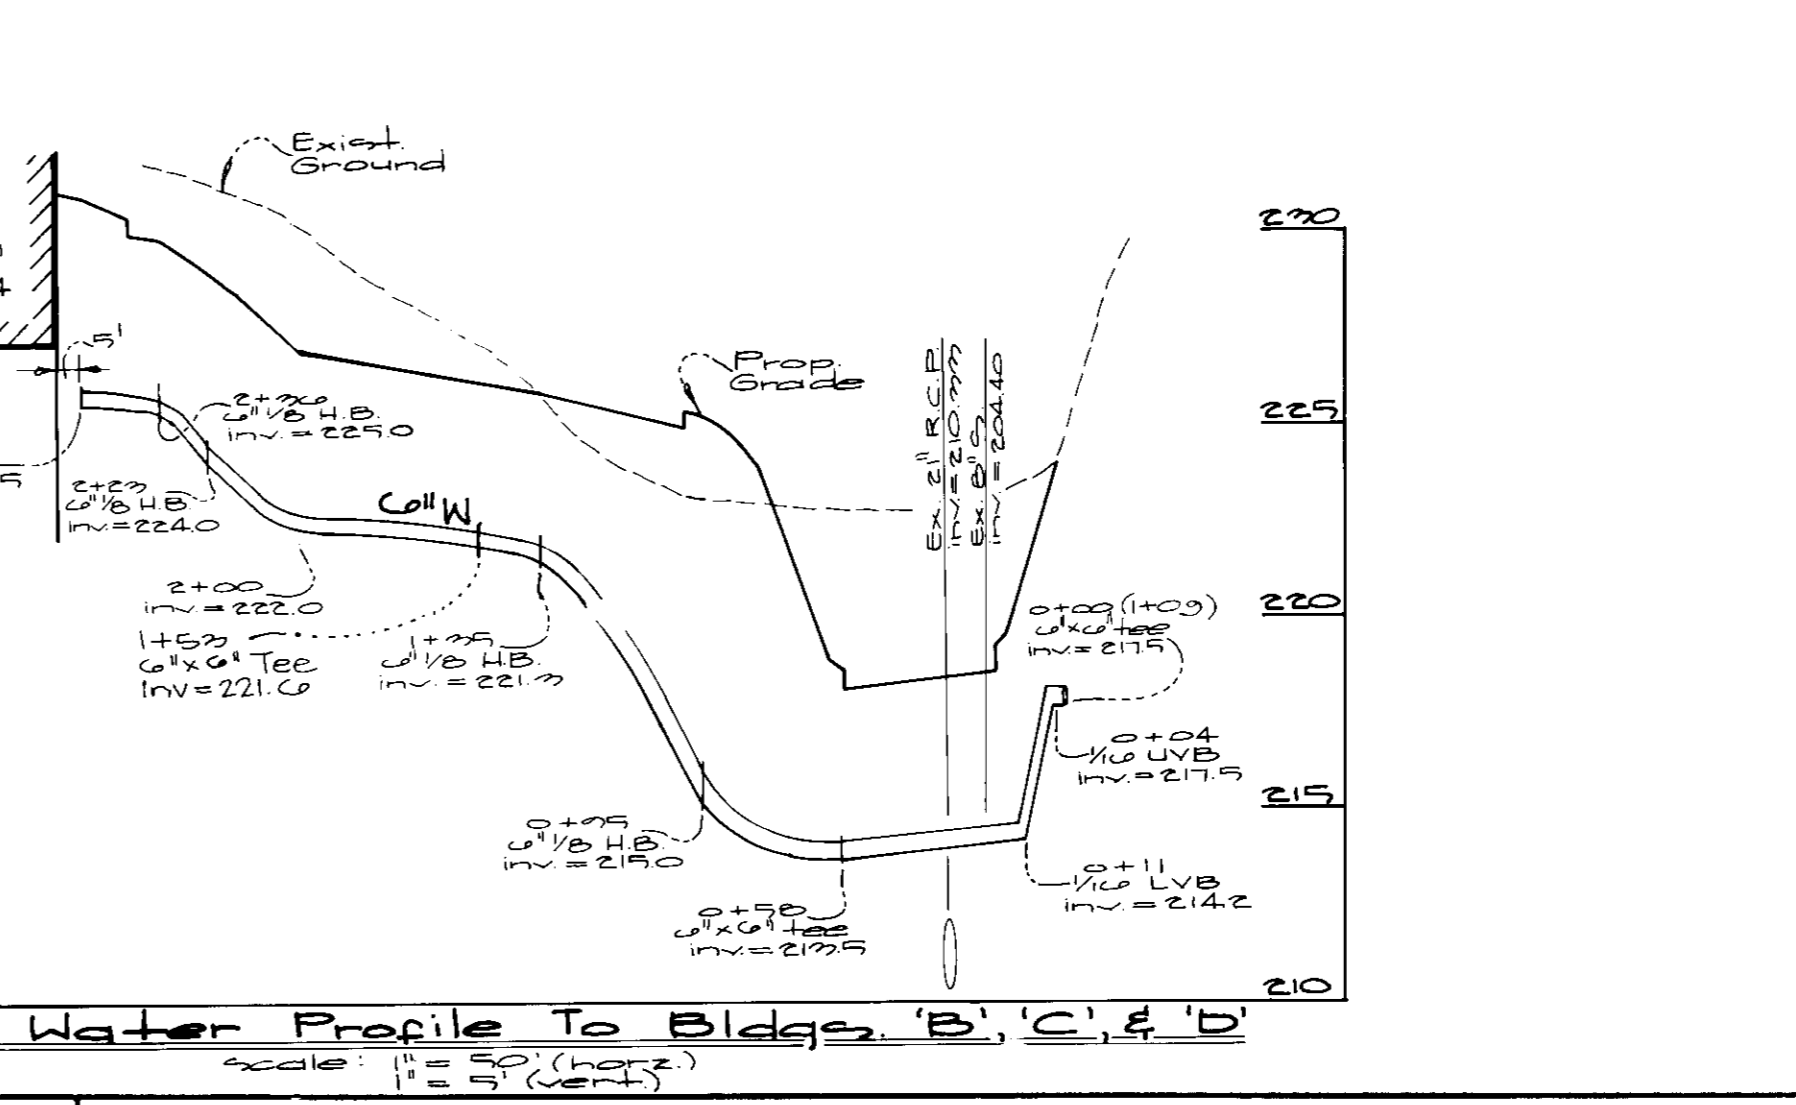 Exist.
Ground
230
5'
Prop.
Grade
Ex. 21" R.C.P.
inv.=210.33
Ex. 8" S.
inv.=204.40
2+36
6" 1/8 H.B.
inv.=225.0
225
2+23
6" 1/8 H.B.
inv.=224.0
6"W
2+00
inv.=222.0
220
0+00 (1+09)
6"x6" tee
inv.=217.5
1+53
6"x6" Tee
Inv=221.6
1+35
6" 1/8 H.B.
inv.=221.3
0+04
1/16 UVB
inv.=217.5
215
0+95
6" 1/8 H.B.
inv.=215.0
0+11
1/16 LVB
inv.=214.2
0+58
6"x6" tee
inv.=213.5
210
Water Profile To Bldgs. 'B', 'C', & 'D'
scale: 1" = 50' (horz.)
1" = 5' (vert.)